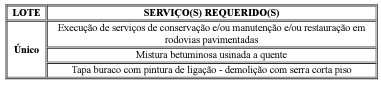 LOTE SERVIÇO(S) REQUERIDO(S)
Execução de serviços de conservação e/ou manutenção e/ou restauração em
rodovias pavimentadas
Único
Mistura betuminosa usinada a quente
Tapa buraco com pintura de ligação - demolição com serra corta piso